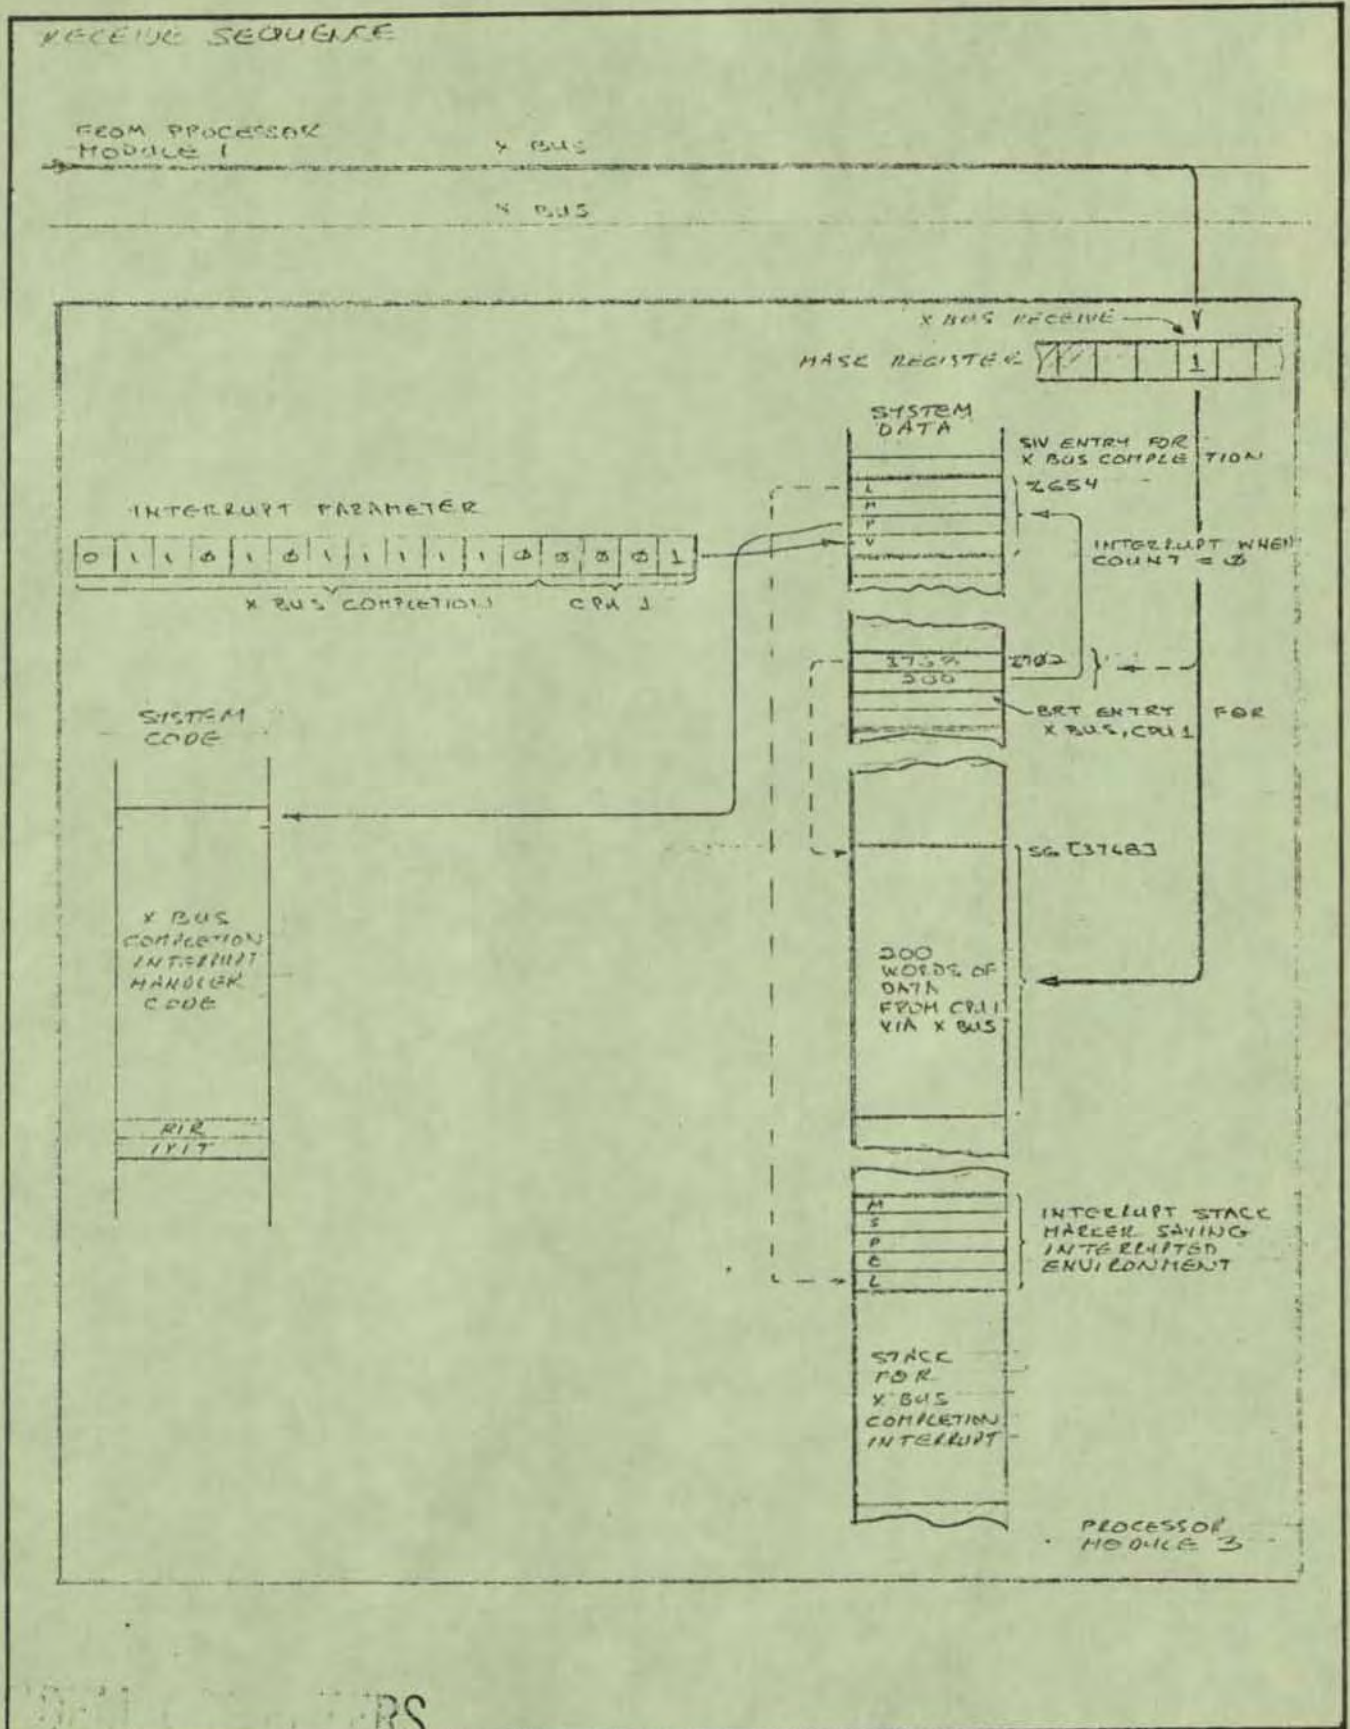 RECEIVE SEQUENCE
FROM PROCESSOR
MODULE 1
X BUS
BUS
X BUS RECEIVE
MASK REGISTER
1
SYSTEM
DATA
SIV ENTRY FOR
X BUS COMPLETION
L
M
P
V
INTERRUPT PARAMETER
0 1 1 0 1 0 1 1 1 1 1 0 0 0 0 1
X BUS COMPLETION
CPU 1
INTERRUPT WHEN
COUNT = Ø
200
BRT ENTRY FOR
X BUS, CPU 1
SYSTEM
CODE
SG [3768]
X BUS
COMPLETION
INTERRUPT
HANDLER
CODE
200
WORDS OF
DATA
FROM CPU 1
VIA X BUS
RIR
IXIT
M
S
P
E
L
INTERRUPT STACK
MARKER SAVING
INTERRUPTED
ENVIRONMENT
STACK
FOR
X BUS
COMPLETION
INTERRUPT
PROCESSOR
MODULE 3
RS